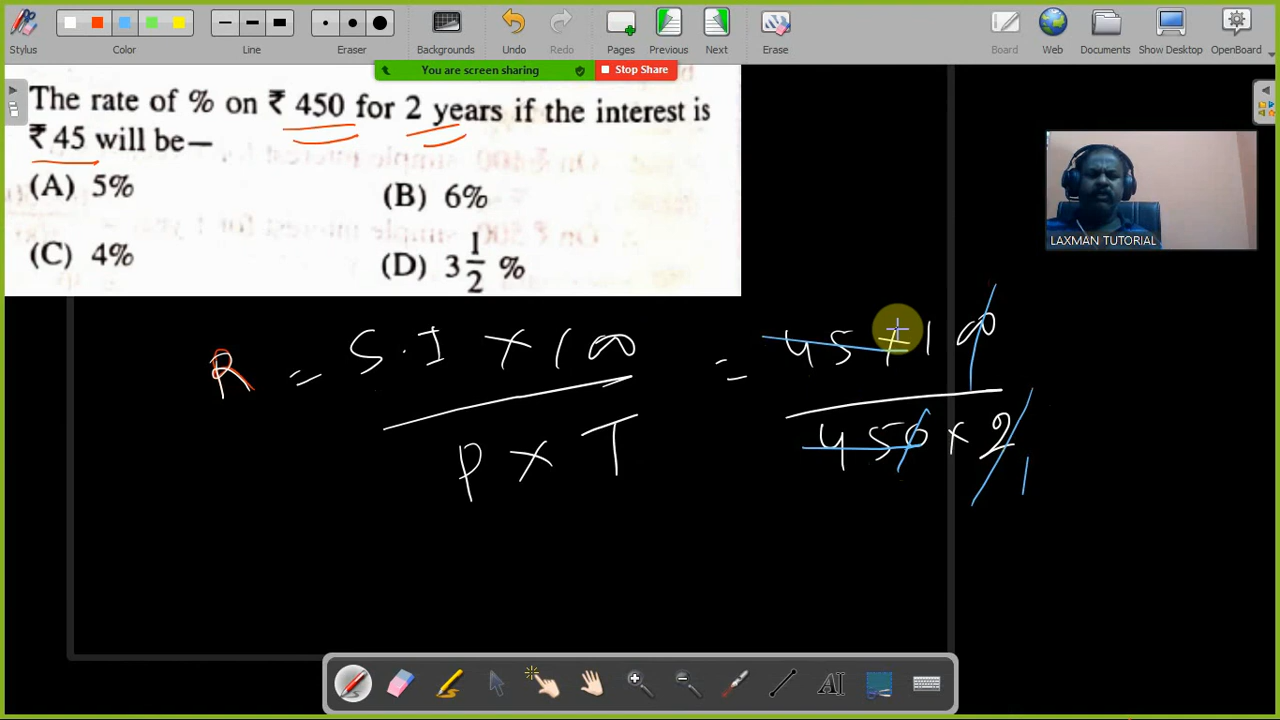 Stylus Color Line Eraser Backgrounds Undo Redo Pages Previous Next Erase Board Web Documents Show Desktop OpenBoard
You are screen sharing Stop Share
The rate of % on ₹ 450 for 2 years if the interest is
₹ 45 will be—
(A) 5% (B) 6%
(C) 4% (D) 3 1/2 %
LAXMAN TUTORIAL
R = S.I × 100 / P × T = 45 × 100 / 450 × 2
1